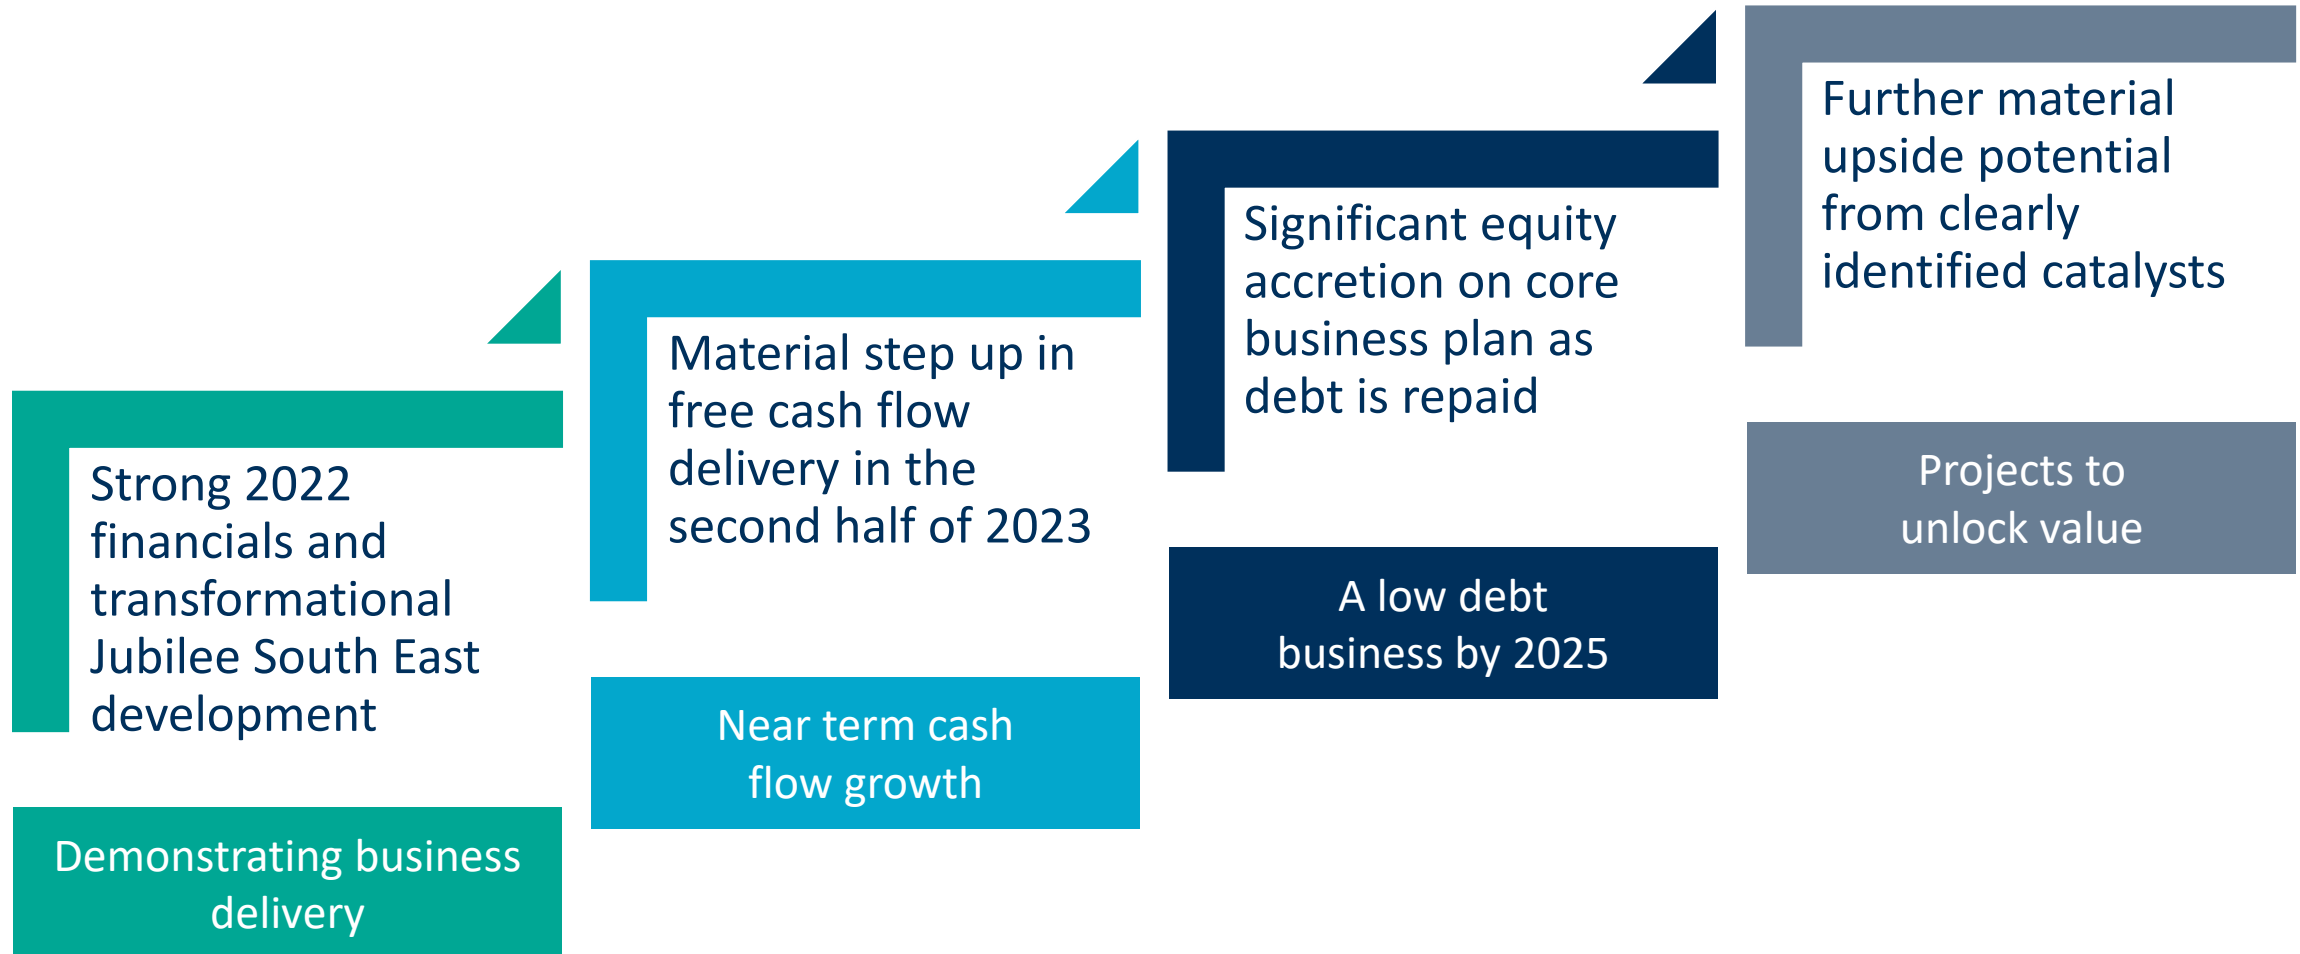 Strong 2022
financials and
transformational
Jubilee South East
development
Demonstrating business
delivery
Material step up in
free cash flow
delivery in the
second half of 2023
Near term cash
flow growth
Significant equity
accretion on core
business plan as
debt is repaid
A low debt
business by 2025
Further material
upside potential
from clearly
identified catalysts
Projects to
unlock value